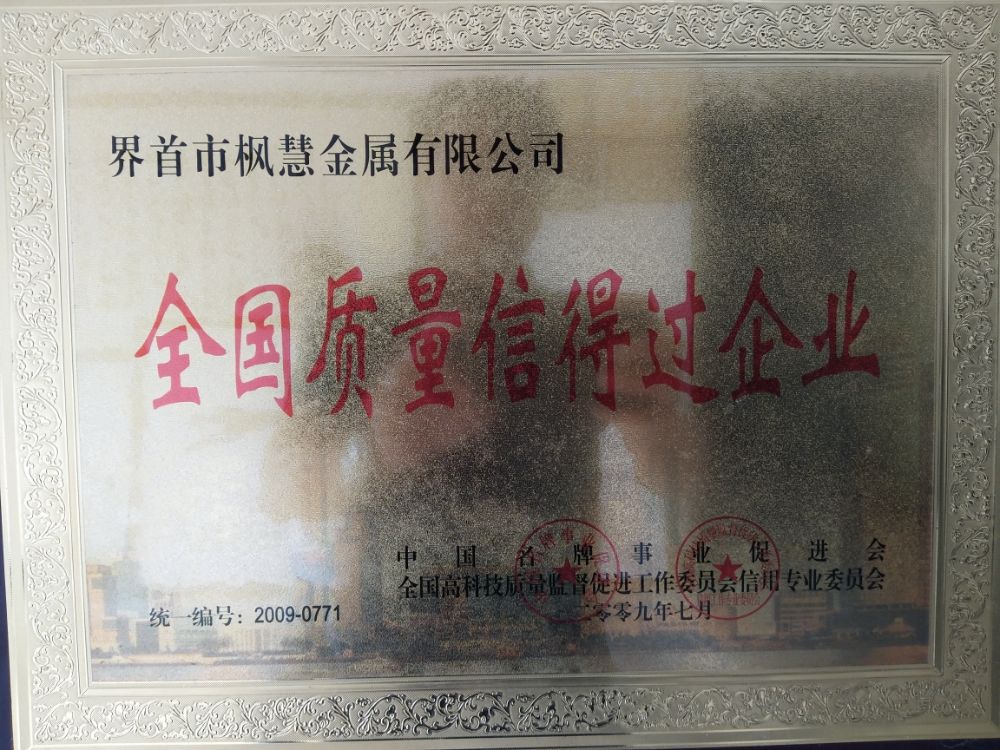 界首市枫慧金属有限公司
全国质量信得过企业
中国名牌事业促进会
全国高科技质量监督促进工作委员会信用专业委员会
统一编号：2009-0771
二零零九年七月